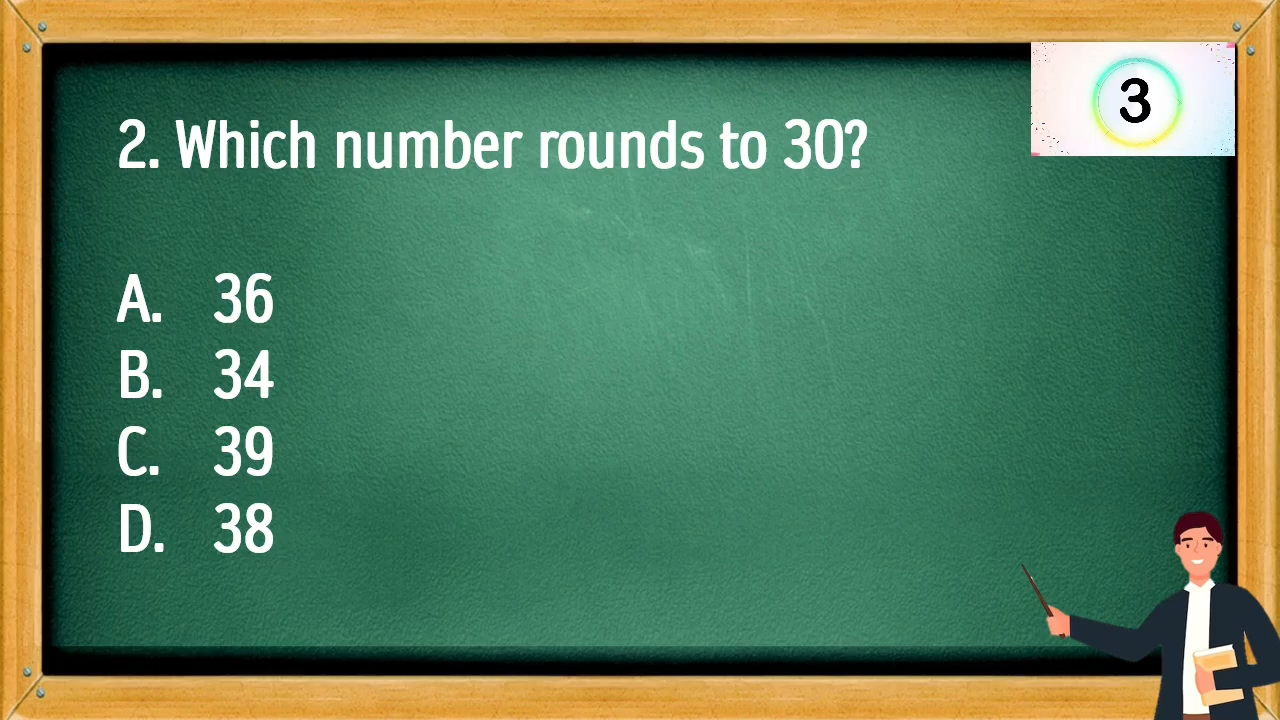 3
2. Which number rounds to 30?
A. 36
B. 34
C. 39
D. 38